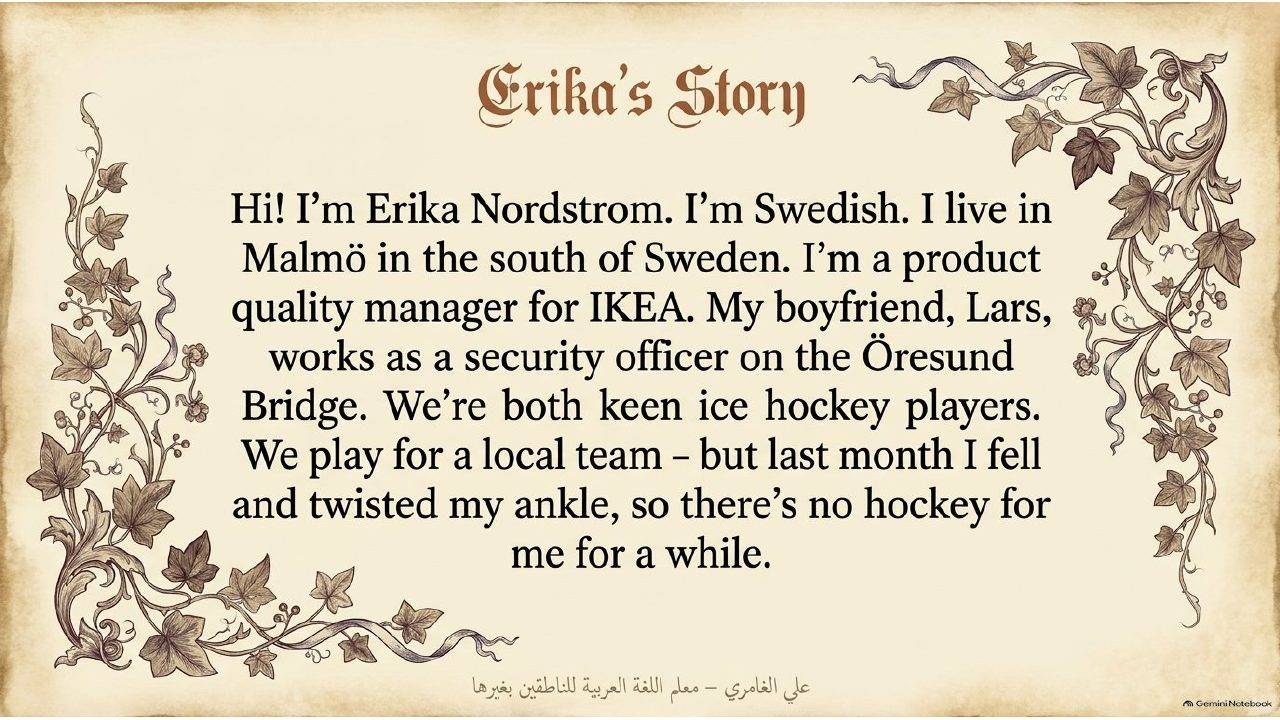 Erika's Story
Hi! I'm Erika Nordstrom. I'm Swedish. I live in
Malmö in the south of Sweden. I'm a product
quality manager for IKEA. My boyfriend, Lars,
works as a security officer on the Öresund
Bridge. We're both keen ice hockey players.
We play for a local team – but last month I fell
and twisted my ankle, so there's no hockey for
me for a while.
علي الغامري – معلم اللغة العربية للناطقين بغيرها
Gemini Notebook